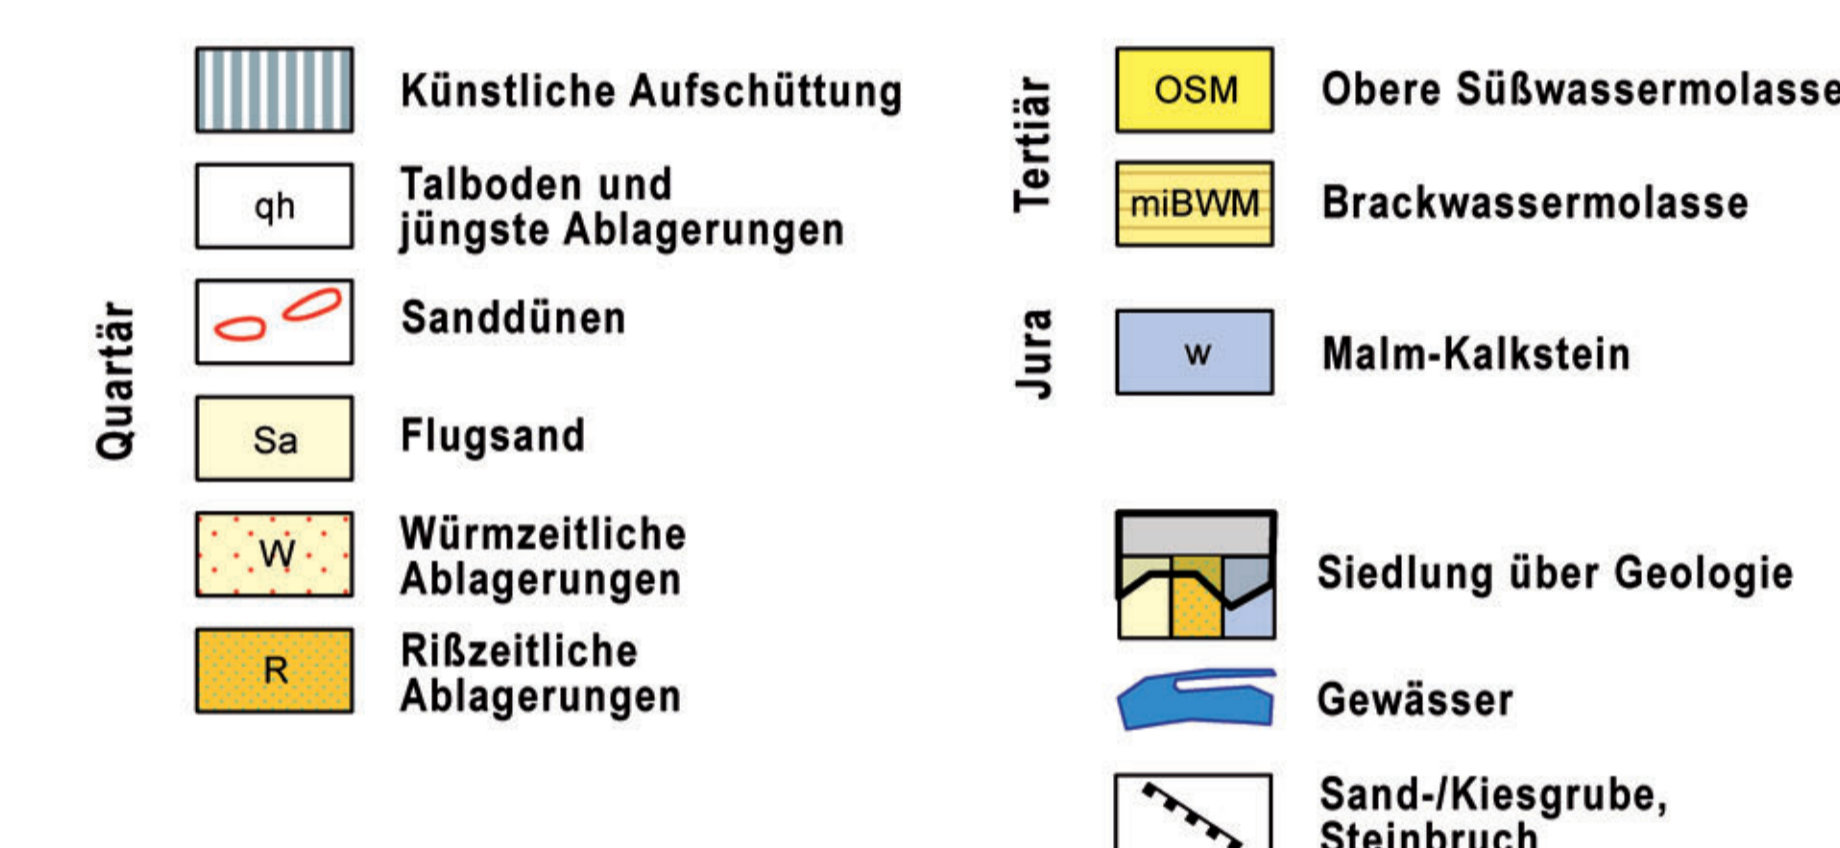 Quartär
Künstliche Aufschüttung
qh
Talboden und
jüngste Ablagerungen
Sanddünen
Sa
Flugsand
W
Würmzeitliche
Ablagerungen
R
Rißzeitliche
Ablagerungen
Tertiär
OSM
Obere Süßwassermolasse
miBWM
Brackwassermolasse
Jura
w
Malm-Kalkstein
Siedlung über Geologie
Gewässer
Sand-/Kiesgrube,
Steinbruch